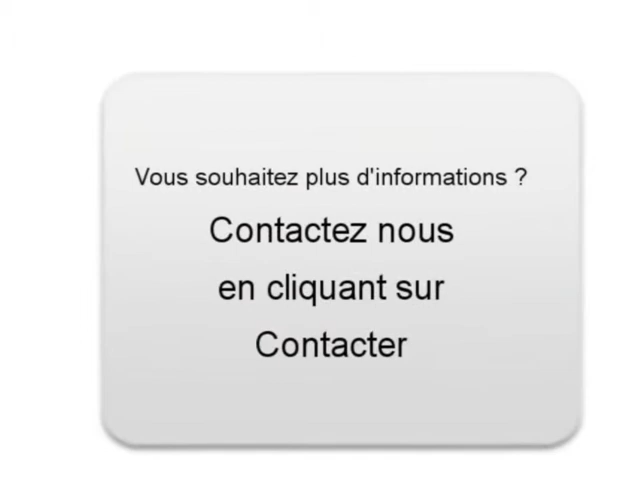 Vous souhaitez plus d'informations ?
Contactez nous
en cliquant sur
Contacter